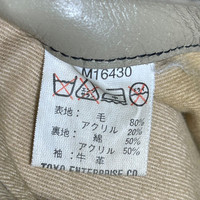 M16430
表地: 毛 80%
アクリル 20%
裏地: 綿 50%
アクリル 50%
袖: 牛革
TOYO ENTERPRISE CO.